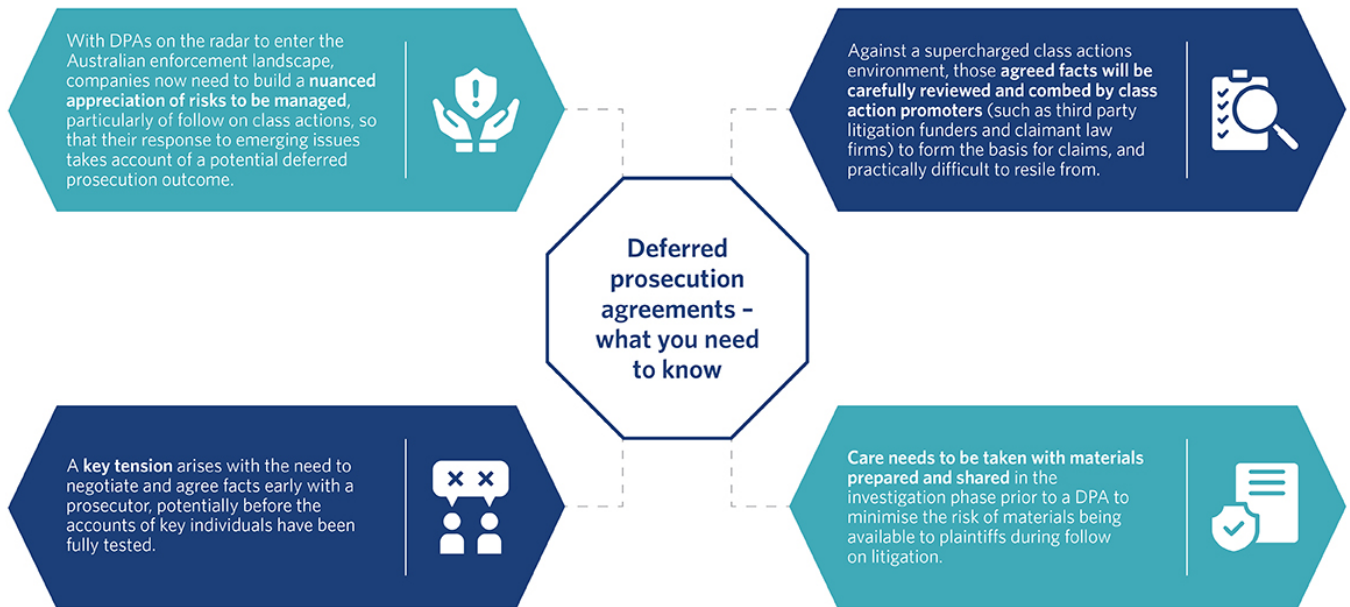 With DPAs on the radar to enter the
Australian enforcement landscape,
companies now need to build a nuanced
appreciation of risks to be managed,
particularly of follow on class actions, so
that their response to emerging issues
takes account of a potential deferred
prosecution outcome.
Against a supercharged class actions
environment, those agreed facts will be
carefully reviewed and combed by class
action promoters (such as third party
litigation funders and claimant law
firms) to form the basis for claims, and
practically difficult to resile from.
Deferred
prosecution
agreements –
what you need
to know
A key tension arises with the need to
negotiate and agree facts early with a
prosecutor, potentially before the
accounts of key individuals have been
fully tested.
Care needs to be taken with materials
prepared and shared in the
investigation phase prior to a DPA to
minimise the risk of materials being
available to plaintiffs during follow
on litigation.